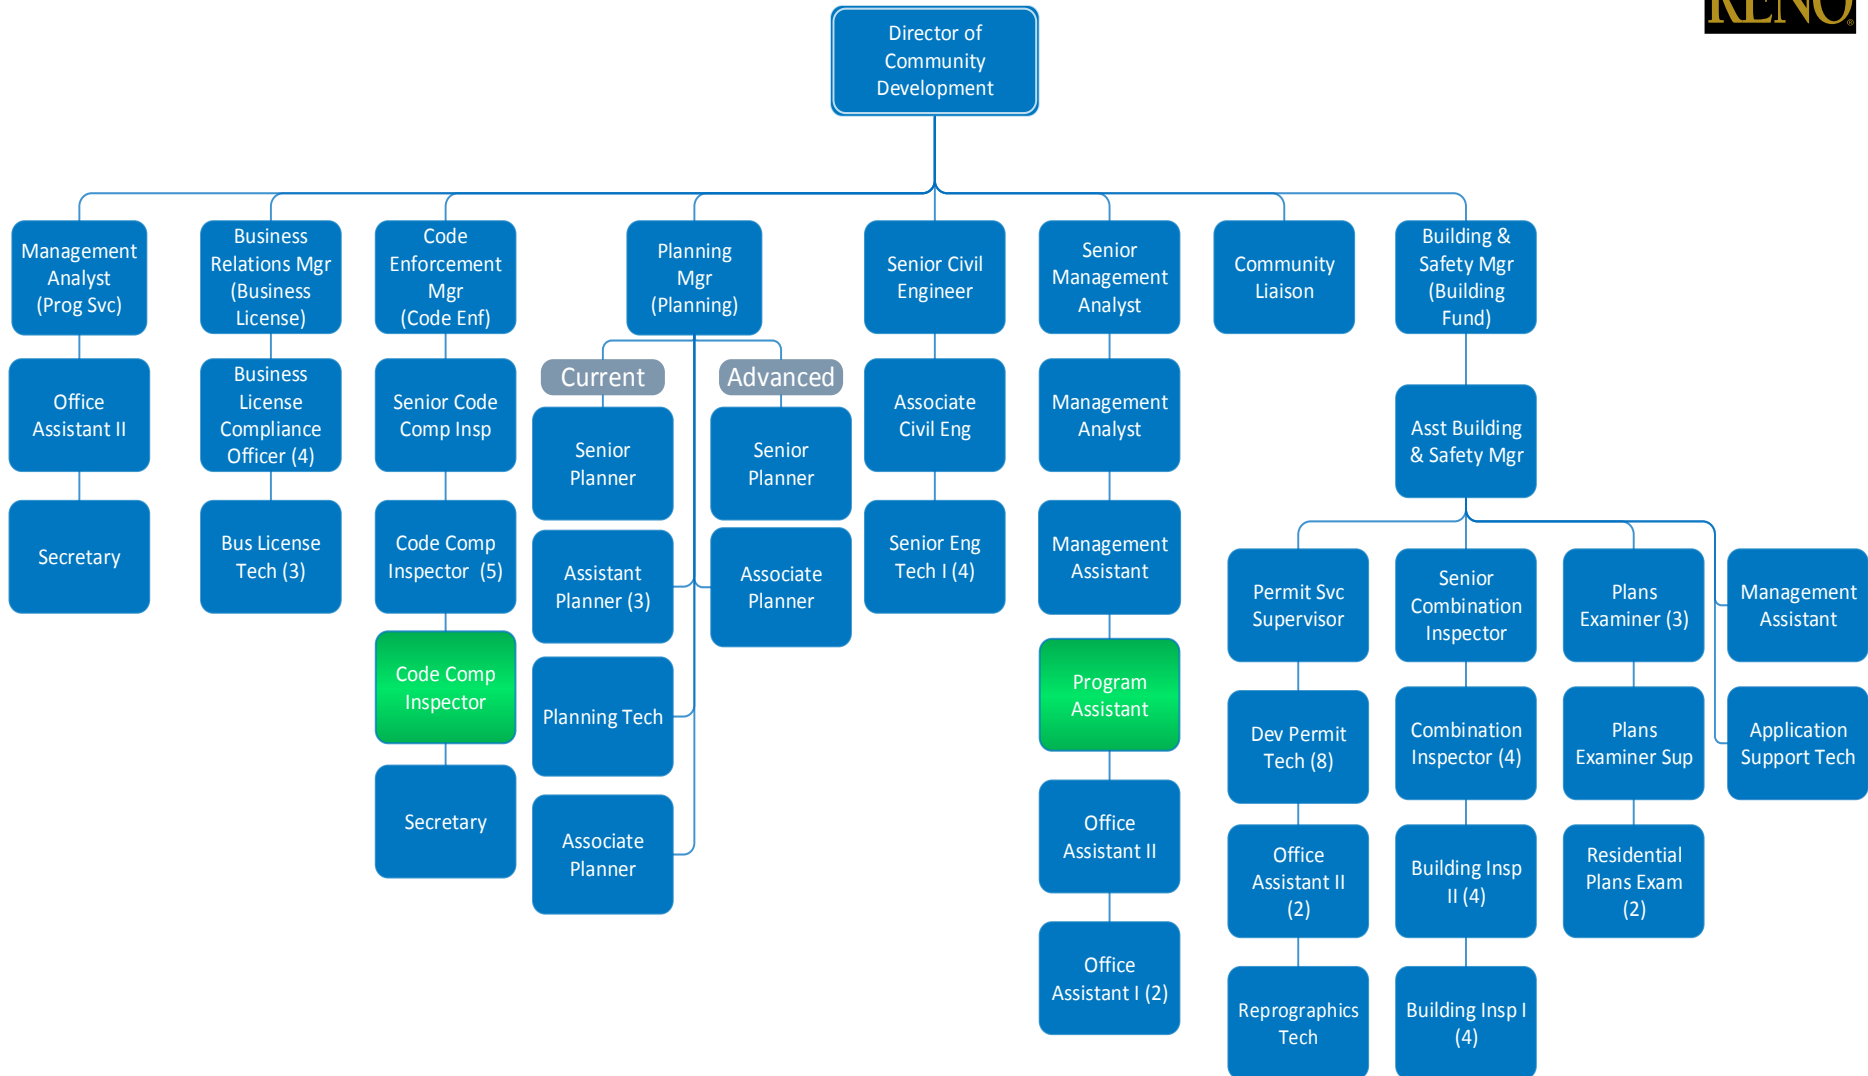 RENO®
Director of
Community
Development
Management
Analyst
(Prog Svc)
Business
Relations Mgr
(Business
License)
Code
Enforcement
Mgr
(Code Enf)
Planning
Mgr
(Planning)
Senior Civil
Engineer
Senior
Management
Analyst
Community
Liaison
Building &
Safety Mgr
(Building
Fund)
Office
Assistant II
Secretary
Business
License
Compliance
Officer (4)
Bus License
Tech (3)
Senior Code
Comp Insp
Code Comp
Inspector (5)
Code Comp
Inspector
Secretary
Current
Senior
Planner
Assistant
Planner (3)
Planning Tech
Associate
Planner
Advanced
Senior
Planner
Associate
Planner
Associate
Civil Eng
Senior Eng
Tech I (4)
Management
Analyst
Management
Assistant
Program
Assistant
Office
Assistant II
Office
Assistant I (2)
Asst Building
& Safety Mgr
Permit Svc
Supervisor
Dev Permit
Tech (8)
Office
Assistant II
(2)
Reprographics
Tech
Senior
Combination
Inspector
Combination
Inspector (4)
Building Insp
II (4)
Building Insp I
(4)
Plans
Examiner (3)
Plans
Examiner Sup
Residential
Plans Exam
(2)
Management
Assistant
Application
Support Tech